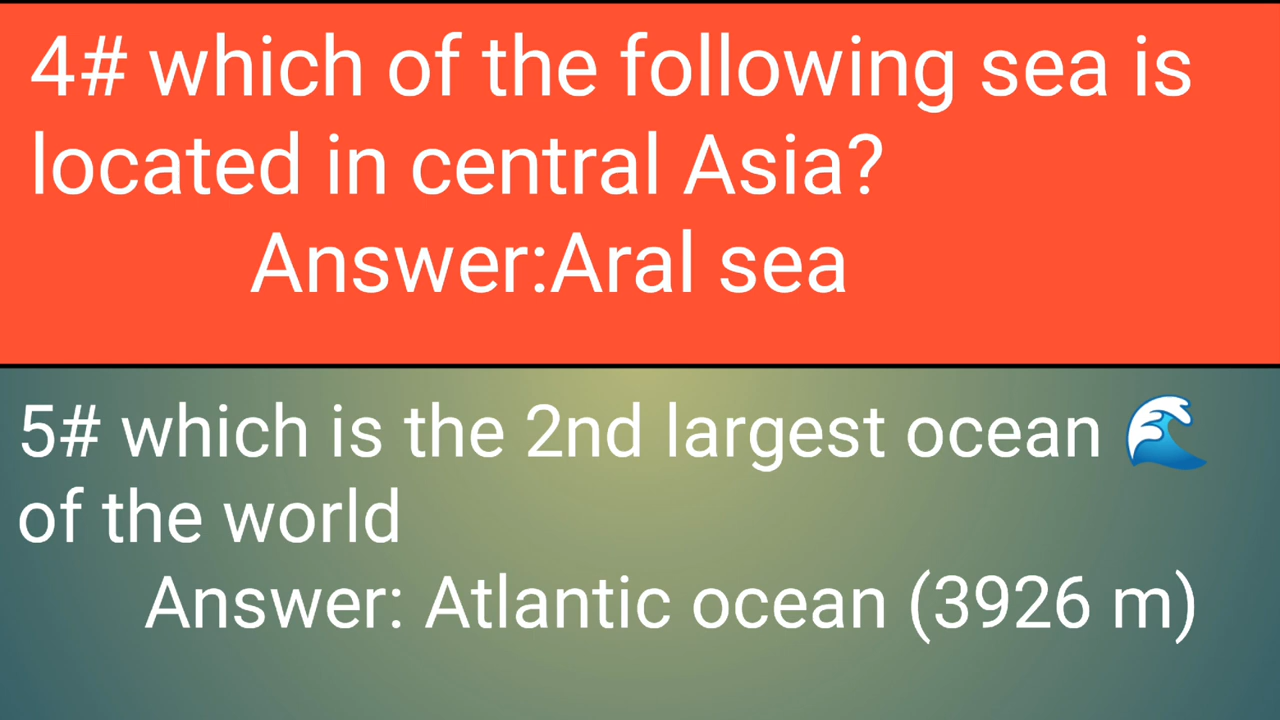 4# which of the following sea is
located in central Asia?
Answer:Aral sea
5# which is the 2nd largest ocean 🌊
of the world
Answer: Atlantic ocean (3926 m)